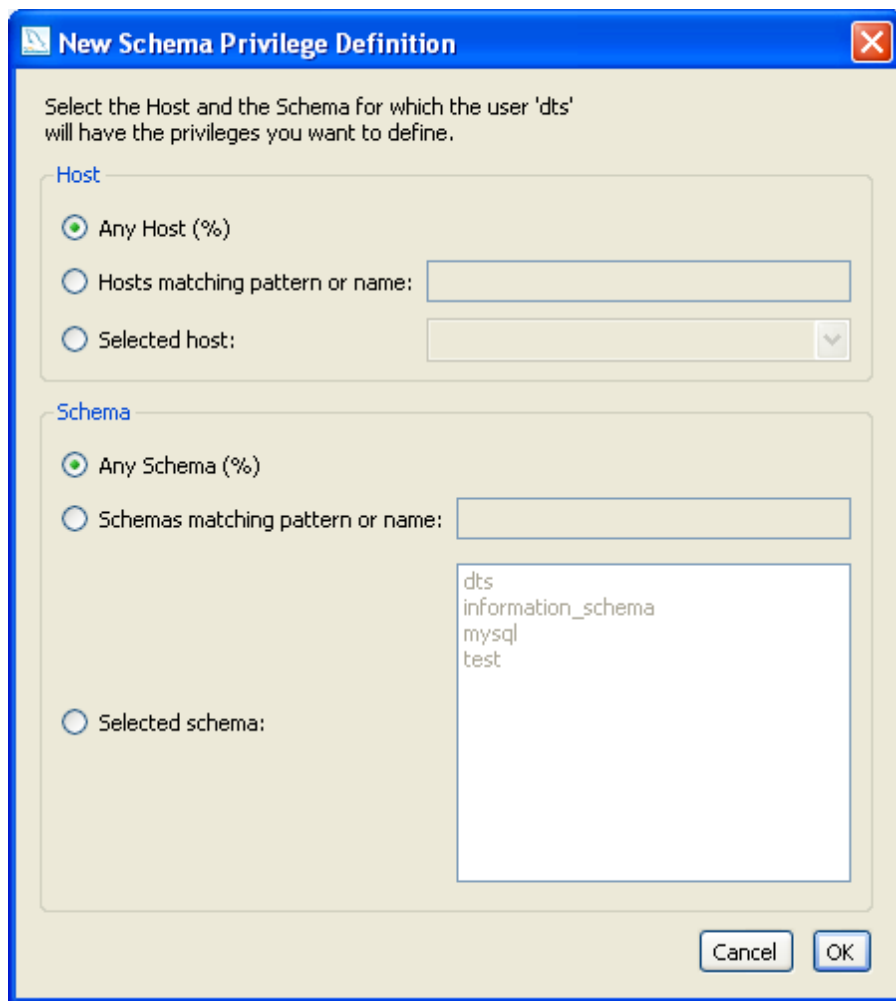 New Schema Privilege Definition
Select the Host and the Schema for which the user 'dts'
will have the privileges you want to define.
Host
Any Host (%)
Hosts matching pattern or name:
Selected host:
Schema
Any Schema (%)
Schemas matching pattern or name:
dts
information_schema
mysql
test
Selected schema:
Cancel OK